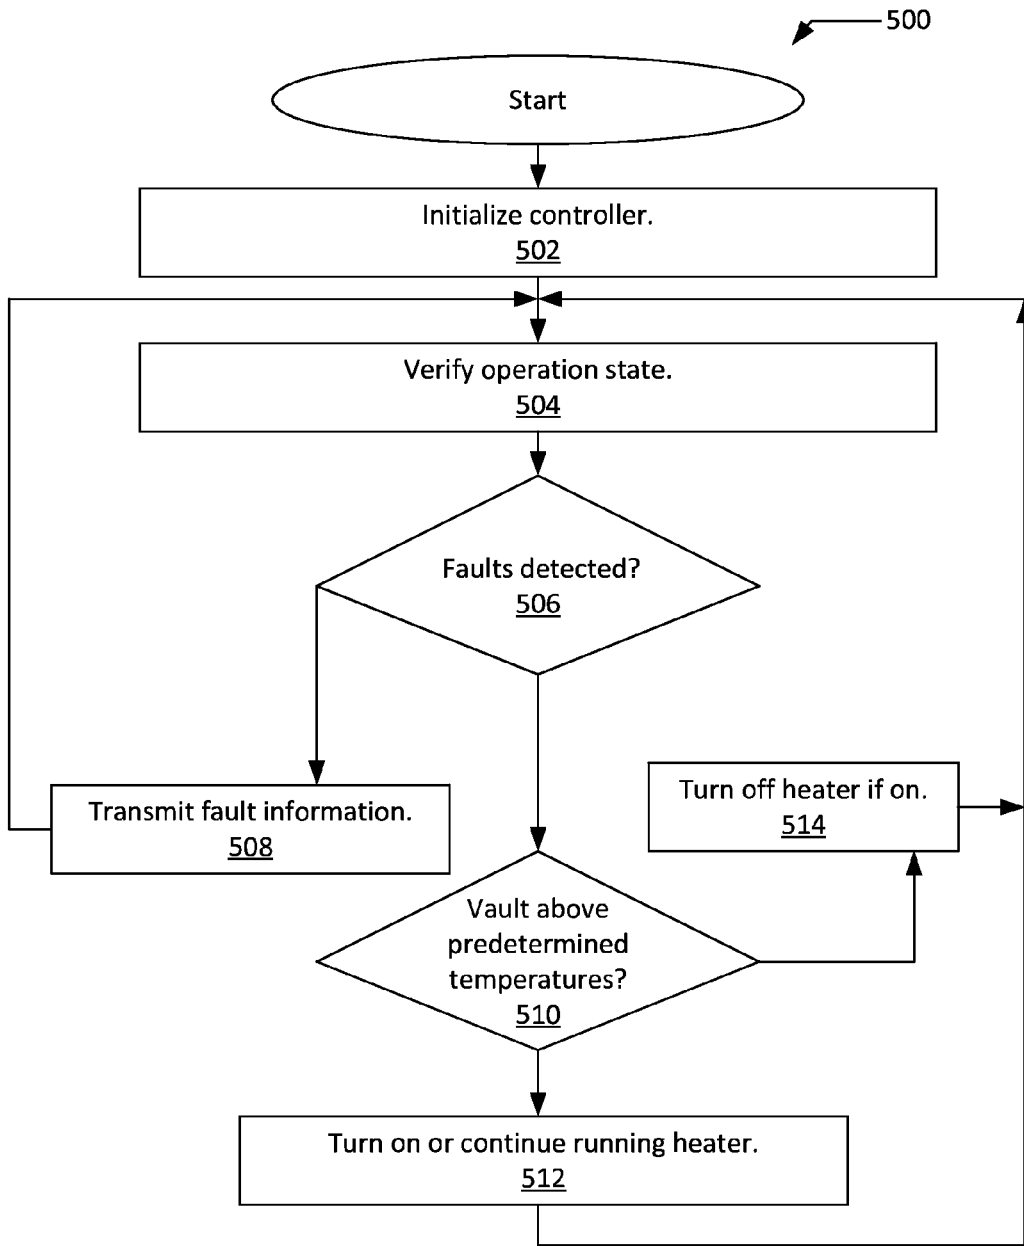 500
Start
Initialize controller.
502
Verify operation state.
504
Faults detected?
506
Transmit fault information.
508
Turn off heater if on.
514
Vault above
predetermined
temperatures?
510
Turn on or continue running heater.
512